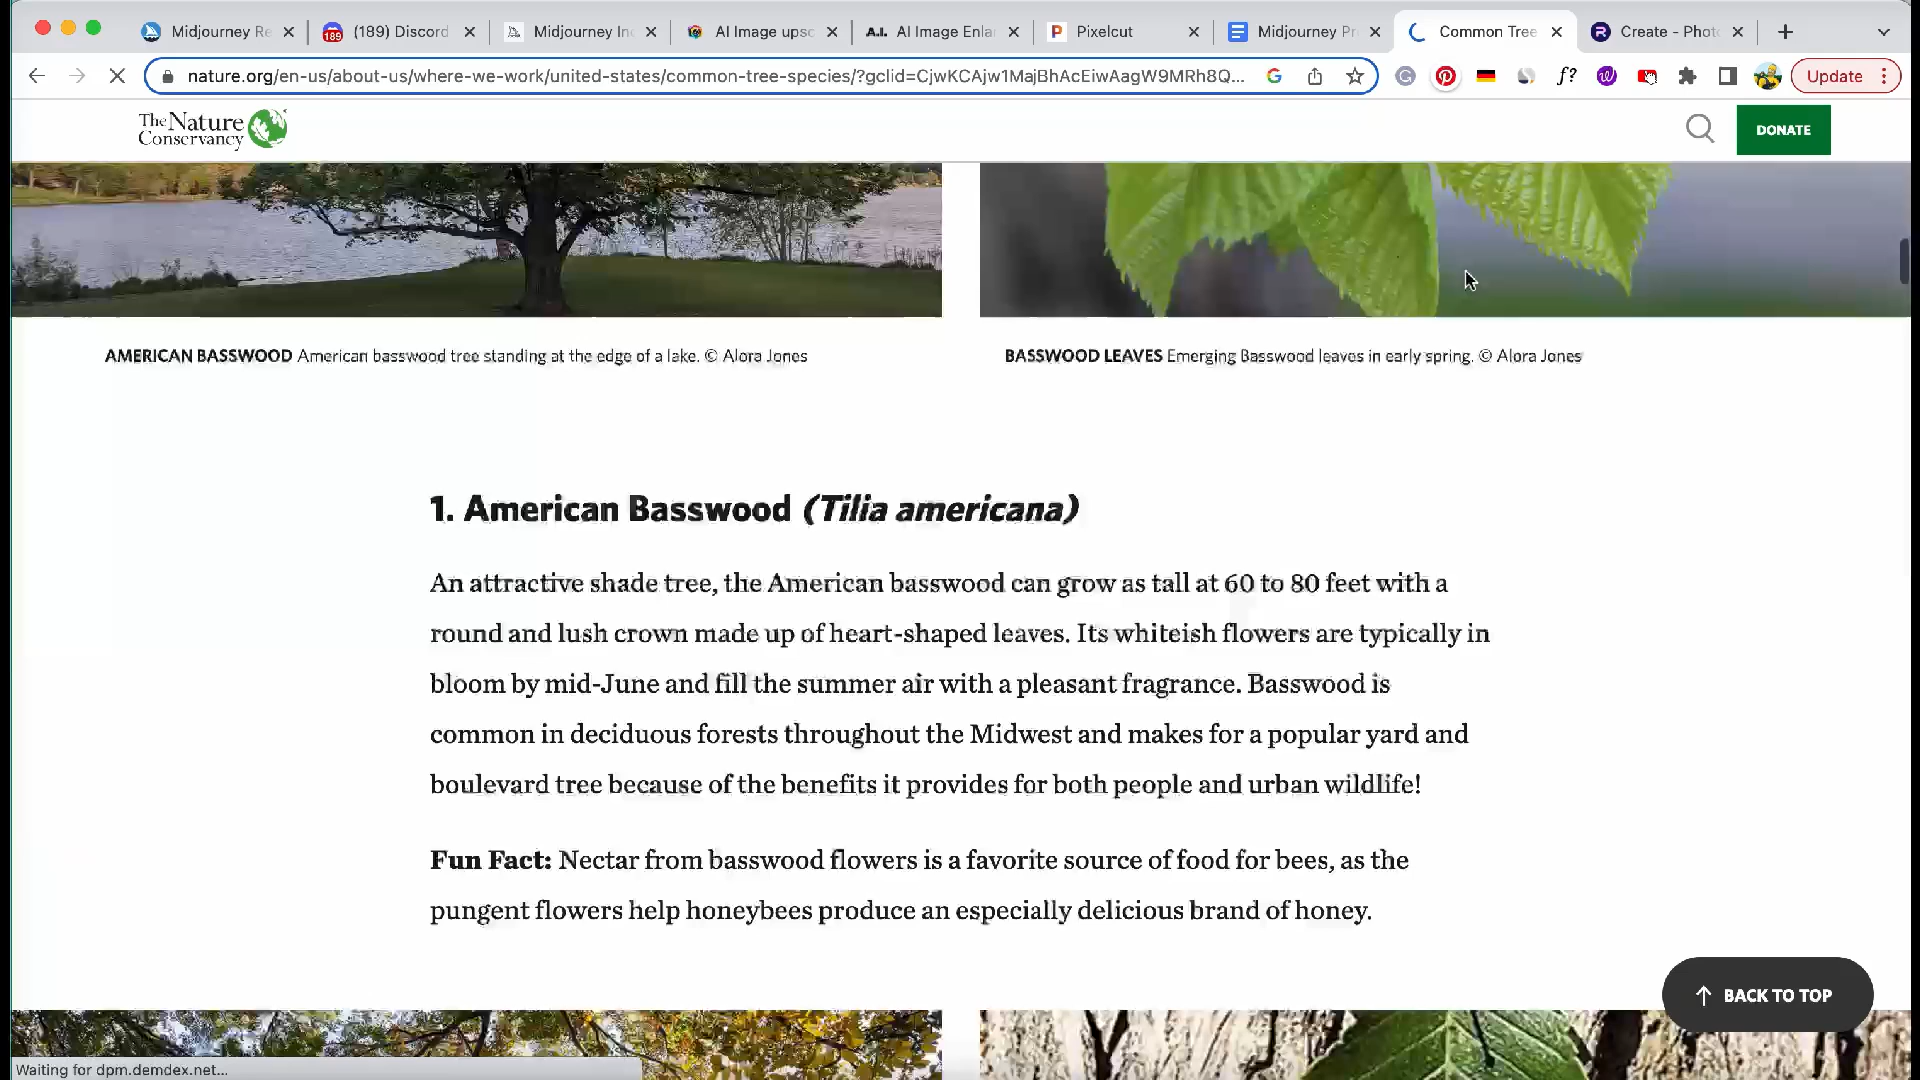 Midjourney Re
(189) Discord
Midjourney In
AI Image upsc
A.I. AI Image Enlar
P Pixelcut
Midjourney Pr
Common Tree
Create - Phot
189
nature.org/en-us/about-us/where-we-work/united-states/common-tree-species/?gclid=CjwKCAjw1MajBhAcEiwAagW9MRh8Q...
f?
Update
The Nature
Conservancy
DONATE
AMERICAN BASSWOOD American basswood tree standing at the edge of a lake. © Alora Jones
BASSWOOD LEAVES Emerging Basswood leaves in early spring. © Alora Jones
1. American Basswood (Tilia americana)
An attractive shade tree, the American basswood can grow as tall at 60 to 80 feet with a
round and lush crown made up of heart-shaped leaves. Its whiteish flowers are typically in
bloom by mid-June and fill the summer air with a pleasant fragrance. Basswood is
common in deciduous forests throughout the Midwest and makes for a popular yard and
boulevard tree because of the benefits it provides for both people and urban wildlife!
Fun Fact: Nectar from basswood flowers is a favorite source of food for bees, as the
pungent flowers help honeybees produce an especially delicious brand of honey.
BACK TO TOP
Waiting for dpm.demdex.net...